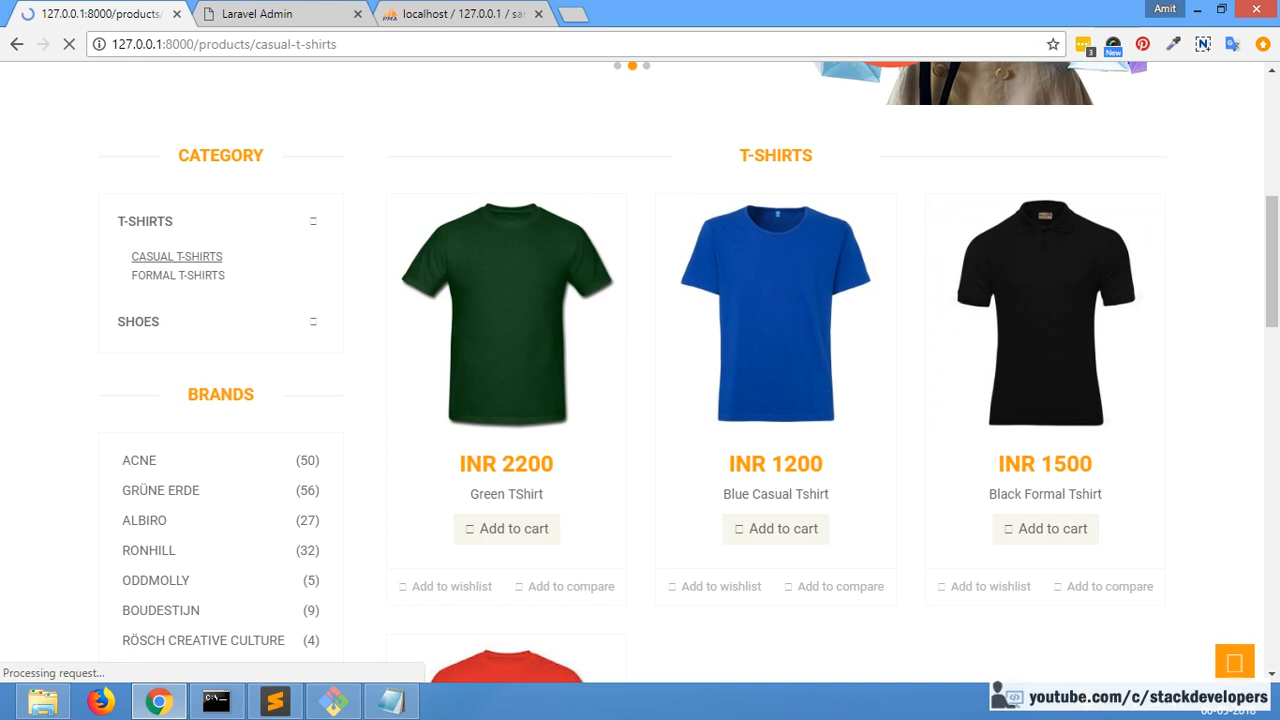 127.0.0.1:8000/products/
Laravel Admin
localhost / 127.0.0.1 / sar
Amit
127.0.0.1:8000/products/casual-t-shirts
3
New
CATEGORY
T-SHIRTS
CASUAL T-SHIRTS
FORMAL T-SHIRTS
SHOES
BRANDS
ACNE (50)
GRÜNE ERDE (56)
ALBIRO (27)
RONHILL (32)
ODDMOLLY (5)
BOUDESTIJN (9)
RÖSCH CREATIVE CULTURE (4)
T-SHIRTS
INR 2200
Green TShirt
Add to cart
Add to wishlist
Add to compare
INR 1200
Blue Casual Tshirt
Add to cart
Add to wishlist
Add to compare
INR 1500
Black Formal Tshirt
Add to cart
Add to wishlist
Add to compare
Processing request...
youtube.com/c/stackdevelopers